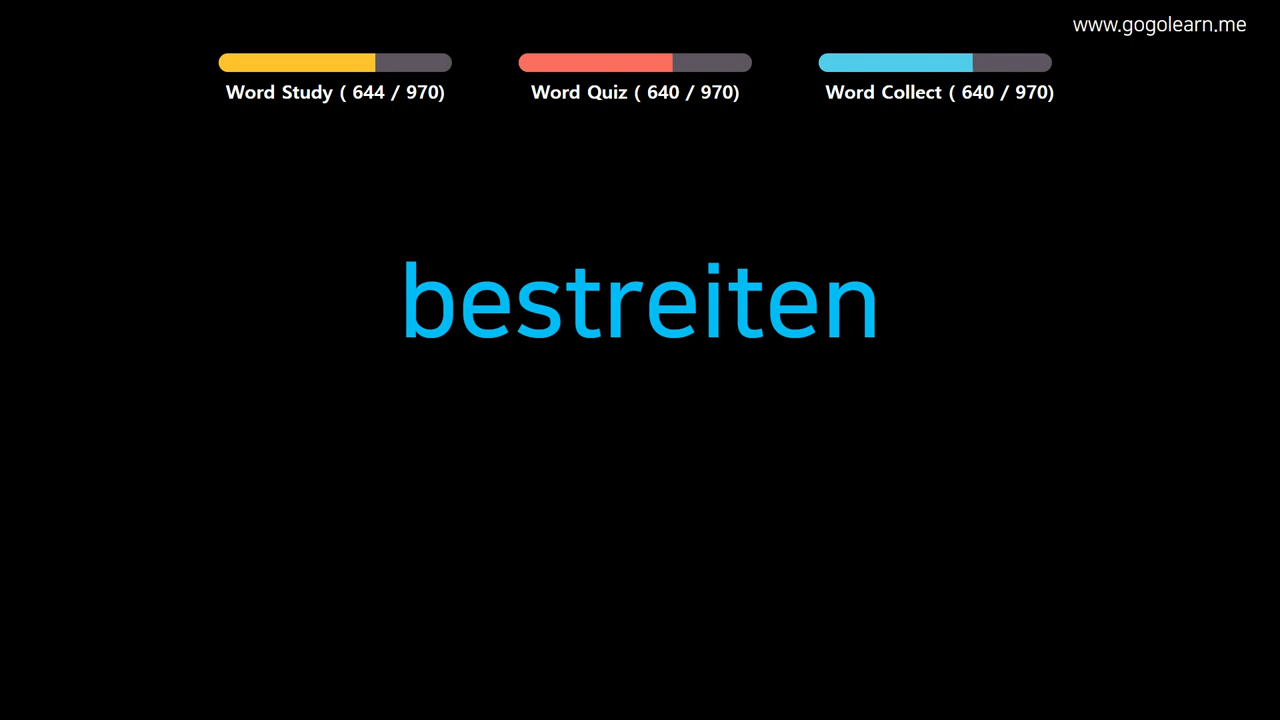 www.gogolearn.me
Word Study ( 644 / 970)
Word Quiz ( 640 / 970)
Word Collect ( 640 / 970)
bestreiten